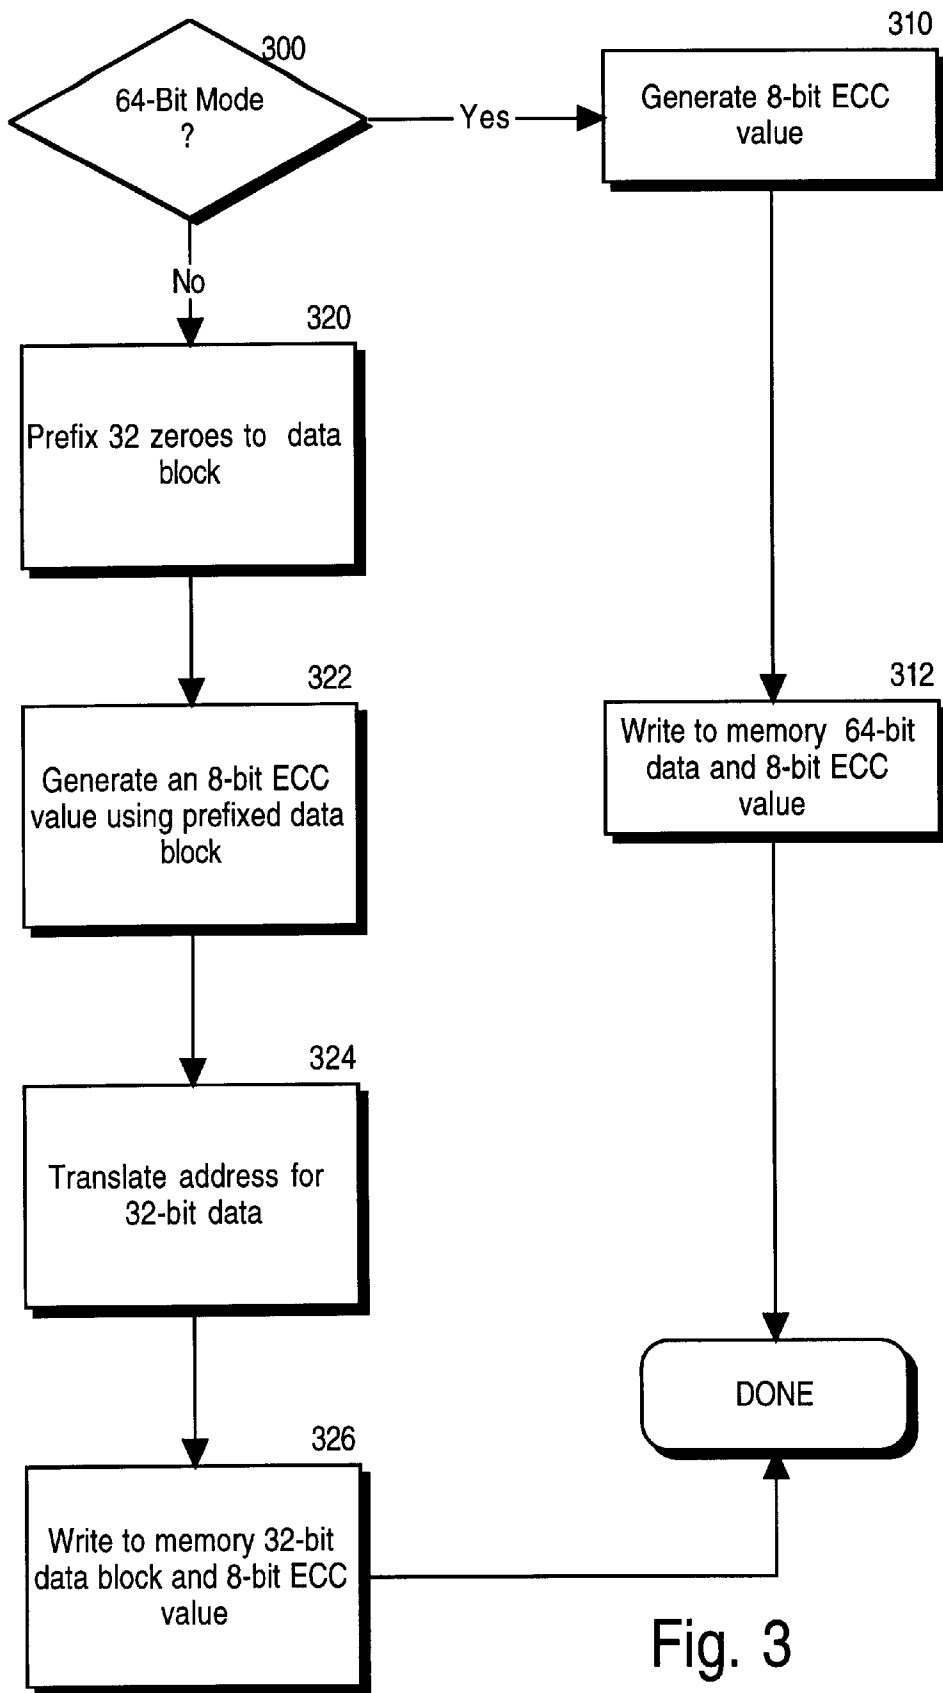 300
64-Bit Mode
?
Yes
310
Generate 8-bit ECC
value
No
320
Prefix 32 zeroes to data
block
322
Generate an 8-bit ECC
value using prefixed data
block
312
Write to memory 64-bit
data and 8-bit ECC
value
324
Translate address for
32-bit data
DONE
326
Write to memory 32-bit
data block and 8-bit ECC
value
Fig. 3